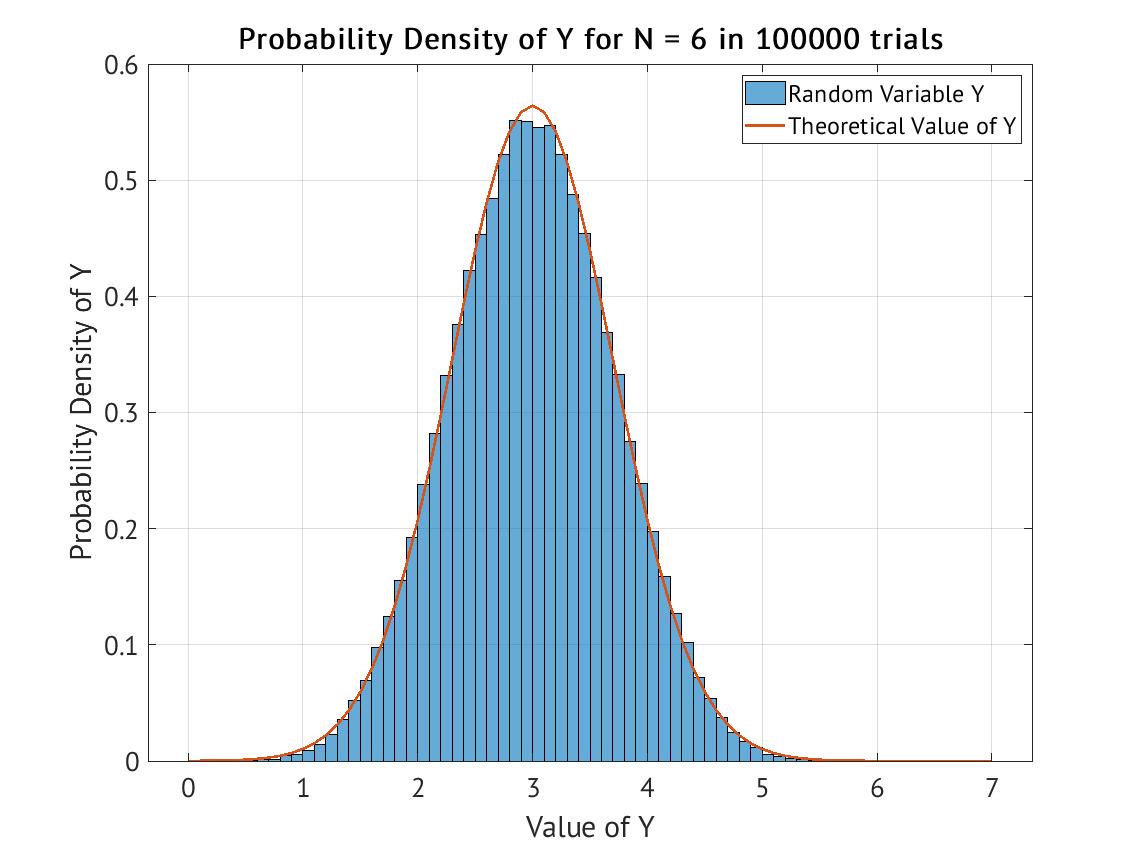 Probability Density of Y for N = 6 in 100000 trials
Random Variable Y
Theoretical Value of Y
Probability Density of Y
0.6
0.5
0.4
0.3
0.2
0.1
0
0 1 2 3 4 5 6 7
Value of Y